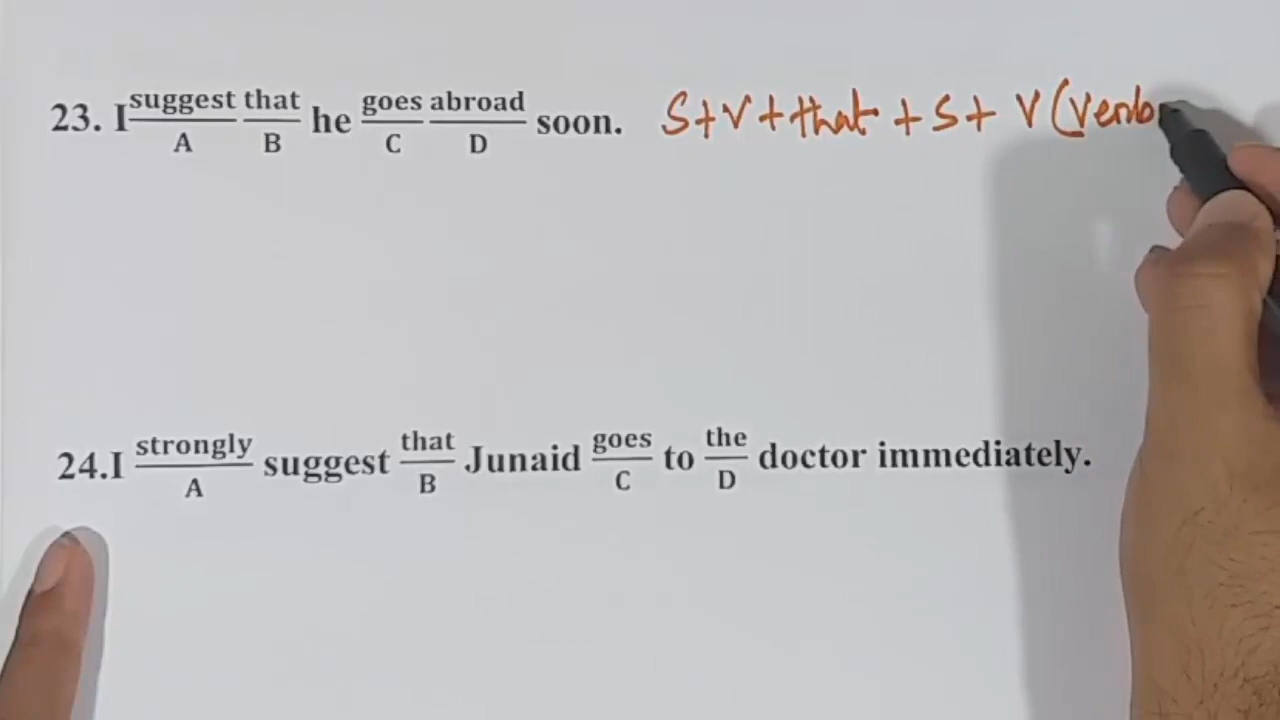 23. I suggest that he goes abroad soon. S+V+that+S+ V(verb
A B C D
24.I strongly suggest that Junaid goes to the doctor immediately.
A B C D